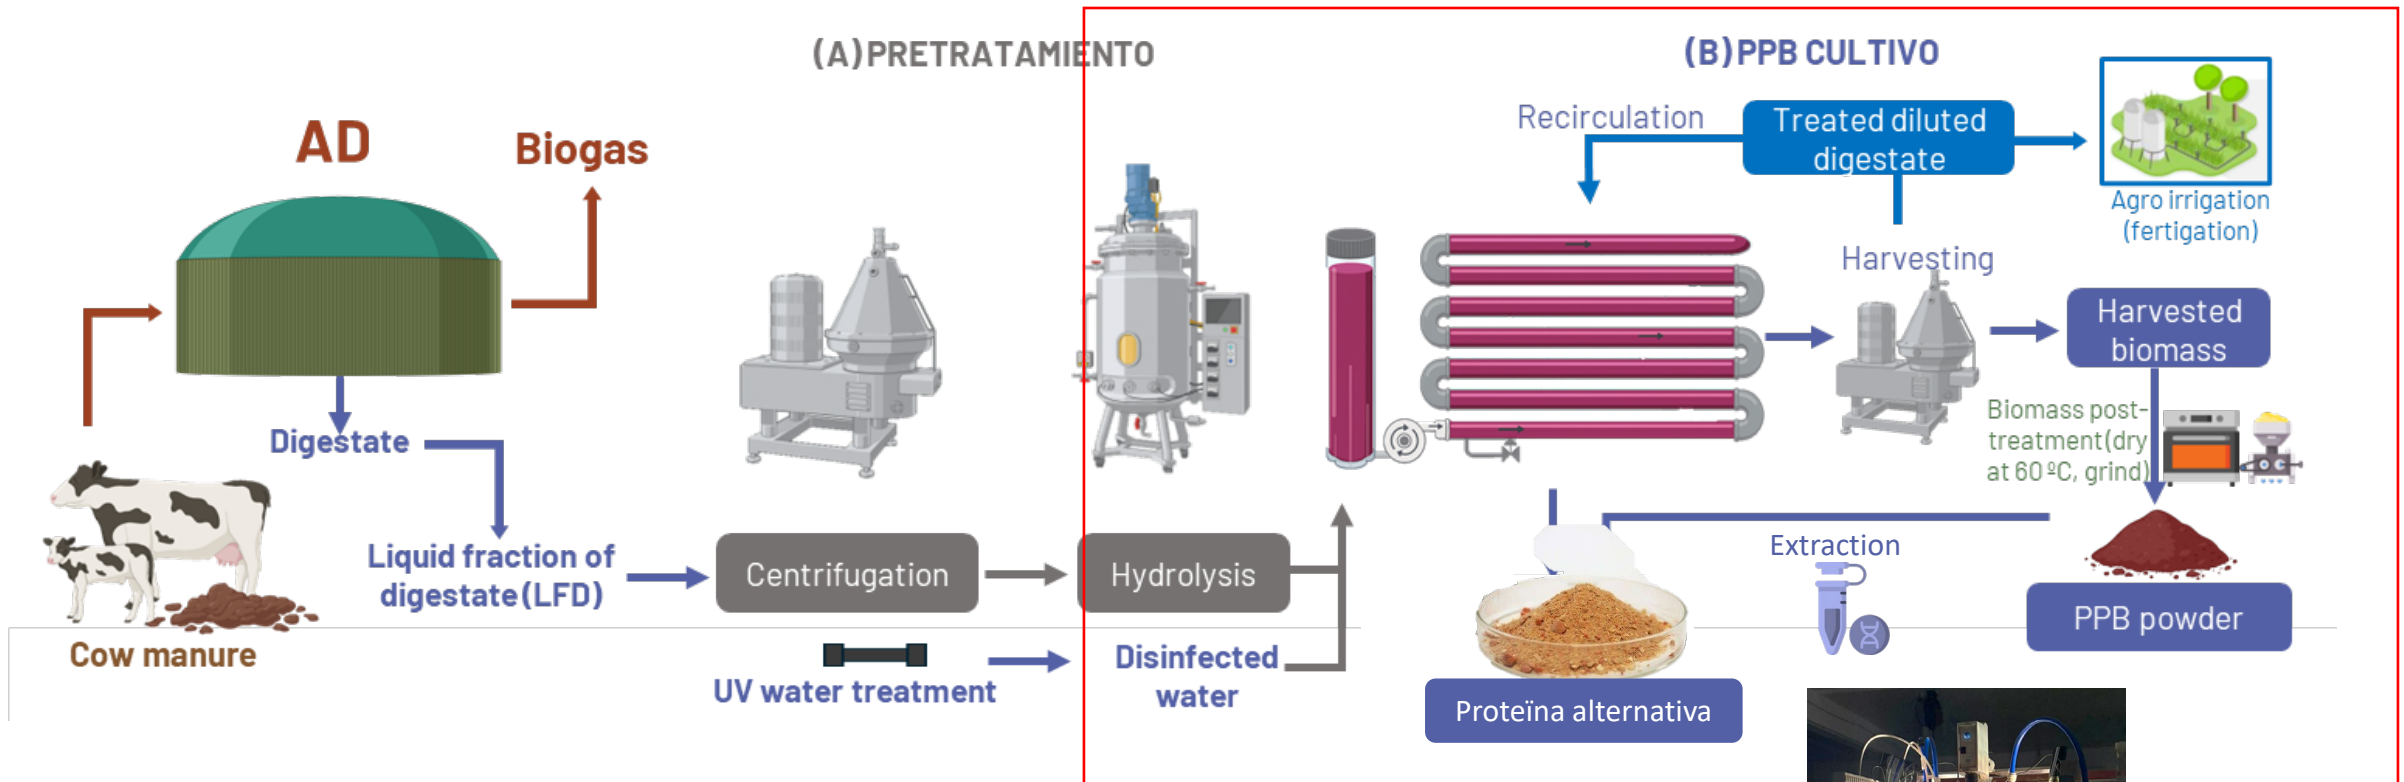 (A) PRETRATAMIENTO
(B) PPB CULTIVO
AD
Biogas
Recirculation
Treated diluted
digestate
Agro irrigation
(fertigation)
Harvesting
Harvested
biomass
Digestate
Biomass post-
treatment (dry
at 60 ºC, grind)
Liquid fraction of
digestate (LFD)
Centrifugation
Hydrolysis
Extraction
PPB powder
Cow manure
UV water treatment
Disinfected
water
Proteïna alternativa